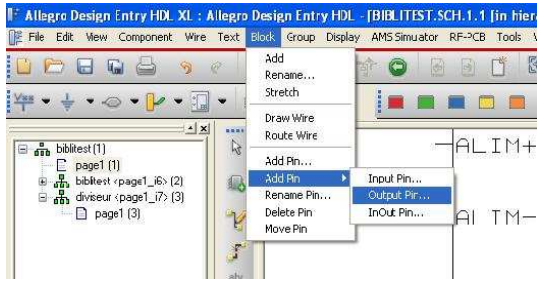 Allegro Design Entry HDL XL : Allegro Design Entry HDL - [BIBLITEST.SCH.1.1 [in hiera
File Edit View Component Wire Text Block Group Display AMS Simuator RF-PCB Tools
Add
Rename...
Stretch
Draw Wire
Route Wire
Add Pin...
Add Pin
Rename Pin...
Delete Pin
Move Pin
Input Pin...
Output Pin...
InOut Pin...
biblitest (1)
page1 (1)
biblitest <page1_i6> (2)
diviseur <page1_i7> (3)
page1 (3)
ALIM+
ALIM-